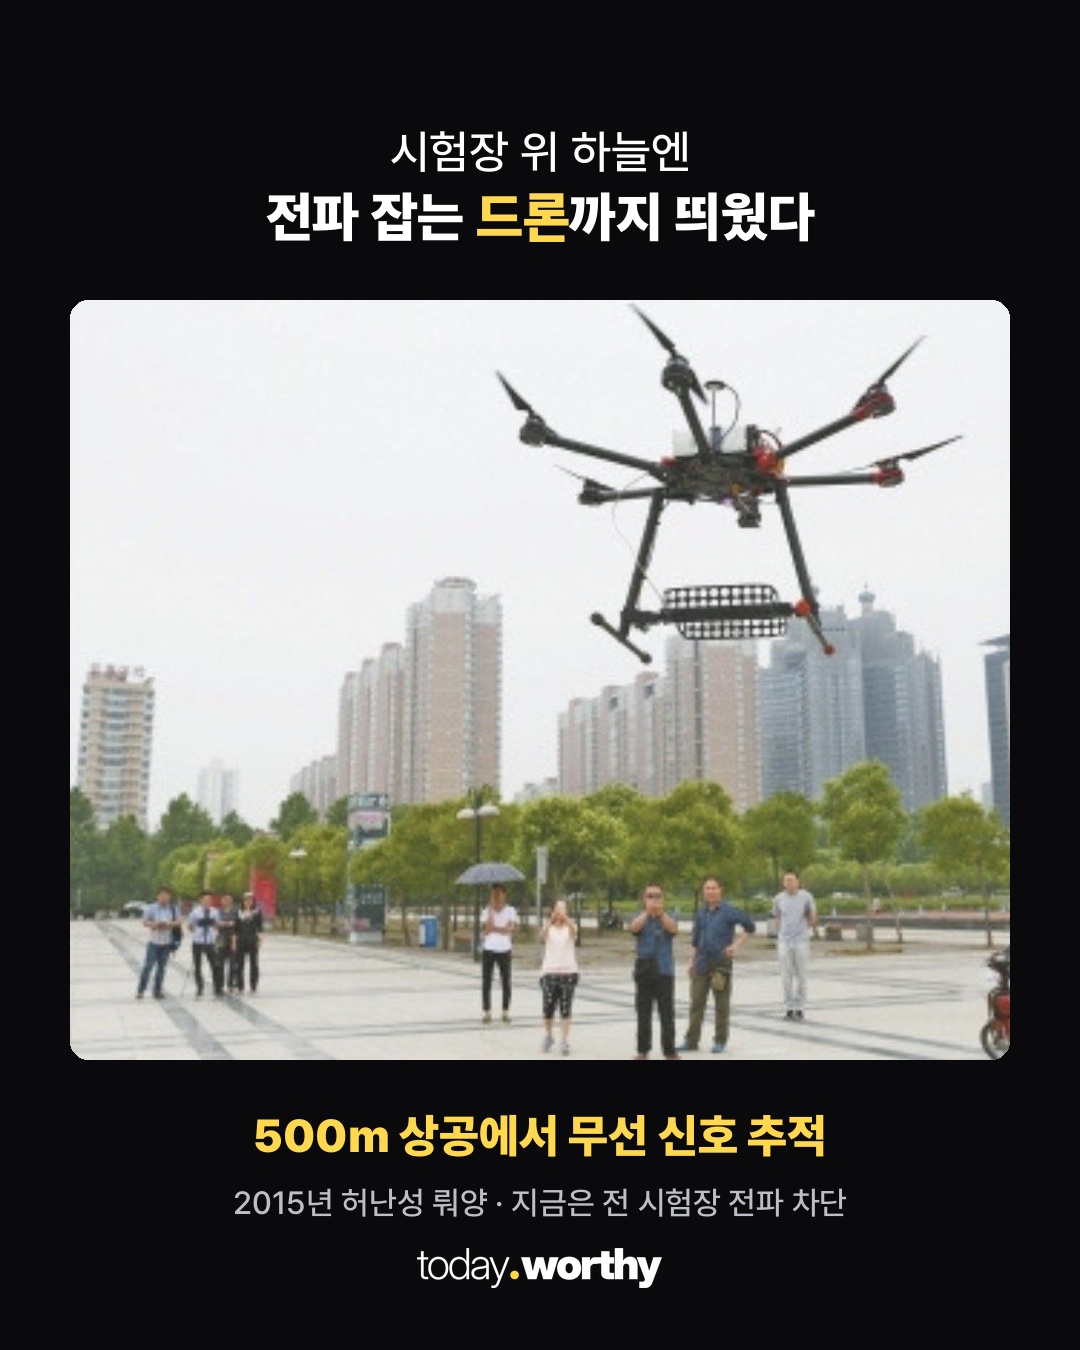 시험장 위 하늘엔
전파 잡는 드론까지 띄웠다
500m 상공에서 무선 신호 추적
2015년 허난성 뤄양 · 지금은 전 시험장 전파 차단
today.worthy